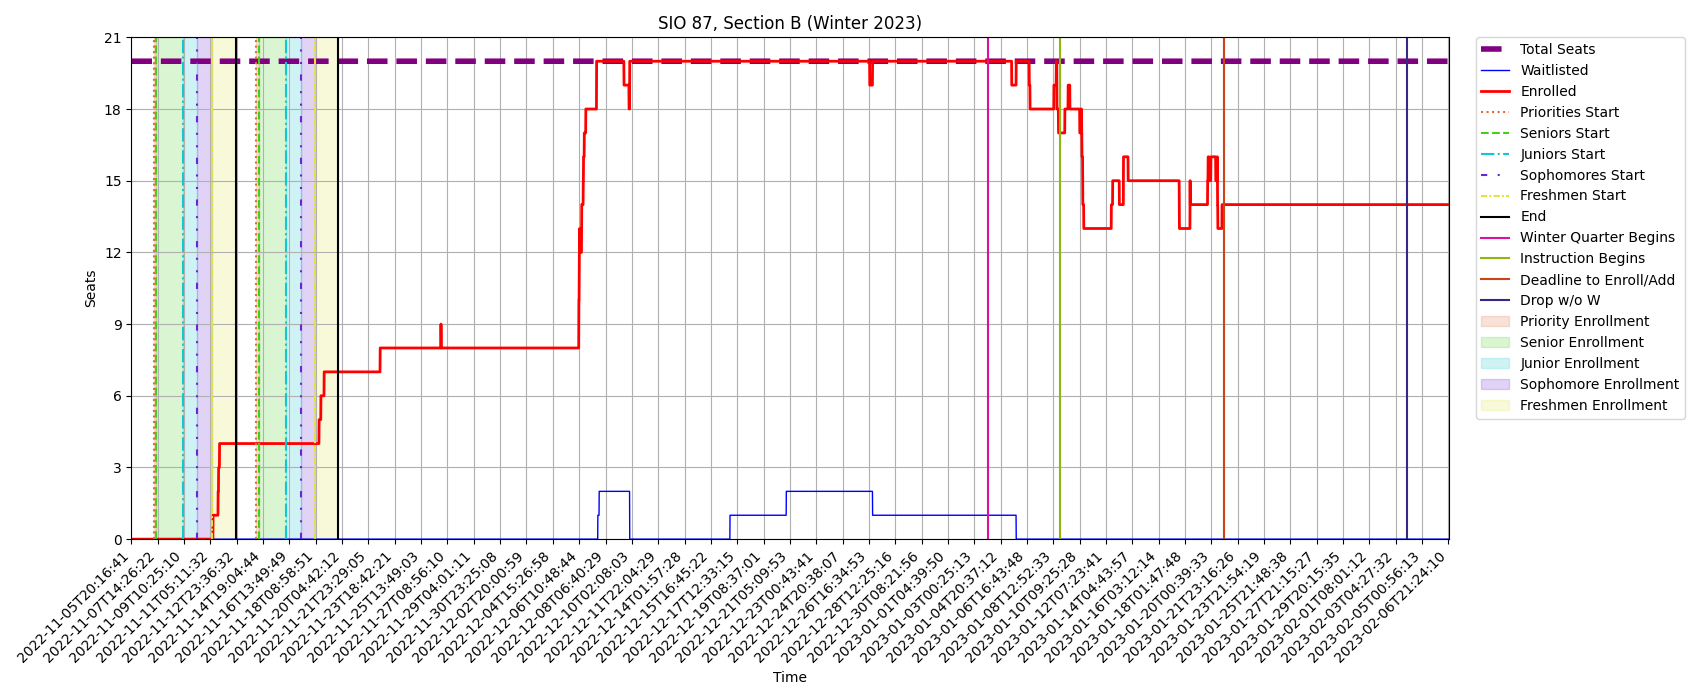 SIO 87, Section B (Winter 2023)
Seats
21
18
15
12
9
6
3
0
2022-11-05T20:16:41
2022-11-07T14:26:22
2022-11-09T10:25:10
2022-11-11T05:11:32
2022-11-12T23:36:32
2022-11-14T19:04:44
2022-11-16T13:49:49
2022-11-18T08:58:51
2022-11-20T04:42:12
2022-11-21T23:29:05
2022-11-23T18:42:21
2022-11-25T13:49:03
2022-11-27T08:56:10
2022-11-29T04:01:11
2022-11-30T23:25:08
2022-12-02T20:00:59
2022-12-04T15:26:58
2022-12-06T10:48:44
2022-12-08T06:40:29
2022-12-10T02:08:03
2022-12-11T22:04:29
2022-12-14T01:57:28
2022-12-15T16:45:22
2022-12-17T12:33:15
2022-12-19T08:37:01
2022-12-21T05:09:53
2022-12-23T00:43:41
2022-12-24T20:38:07
2022-12-26T16:34:53
2022-12-28T12:25:16
2022-12-30T08:21:56
2023-01-01T04:39:50
2023-01-03T00:25:13
2023-01-04T20:37:12
2023-01-06T16:43:48
2023-01-08T12:52:33
2023-01-10T09:25:28
2023-01-12T07:23:41
2023-01-14T04:43:57
2023-01-16T03:12:14
2023-01-18T01:47:48
2023-01-20T00:39:33
2023-01-21T23:16:26
2023-01-23T21:54:19
2023-01-25T21:48:38
2023-01-27T21:15:27
2023-01-29T20:15:35
2023-02-01T08:01:12
2023-02-03T04:27:32
2023-02-05T00:56:13
2023-02-06T21:24:10
Time
Total Seats
Waitlisted
Enrolled
Priorities Start
Seniors Start
Juniors Start
Sophomores Start
Freshmen Start
End
Winter Quarter Begins
Instruction Begins
Deadline to Enroll/Add
Drop w/o W
Priority Enrollment
Senior Enrollment
Junior Enrollment
Sophomore Enrollment
Freshmen Enrollment